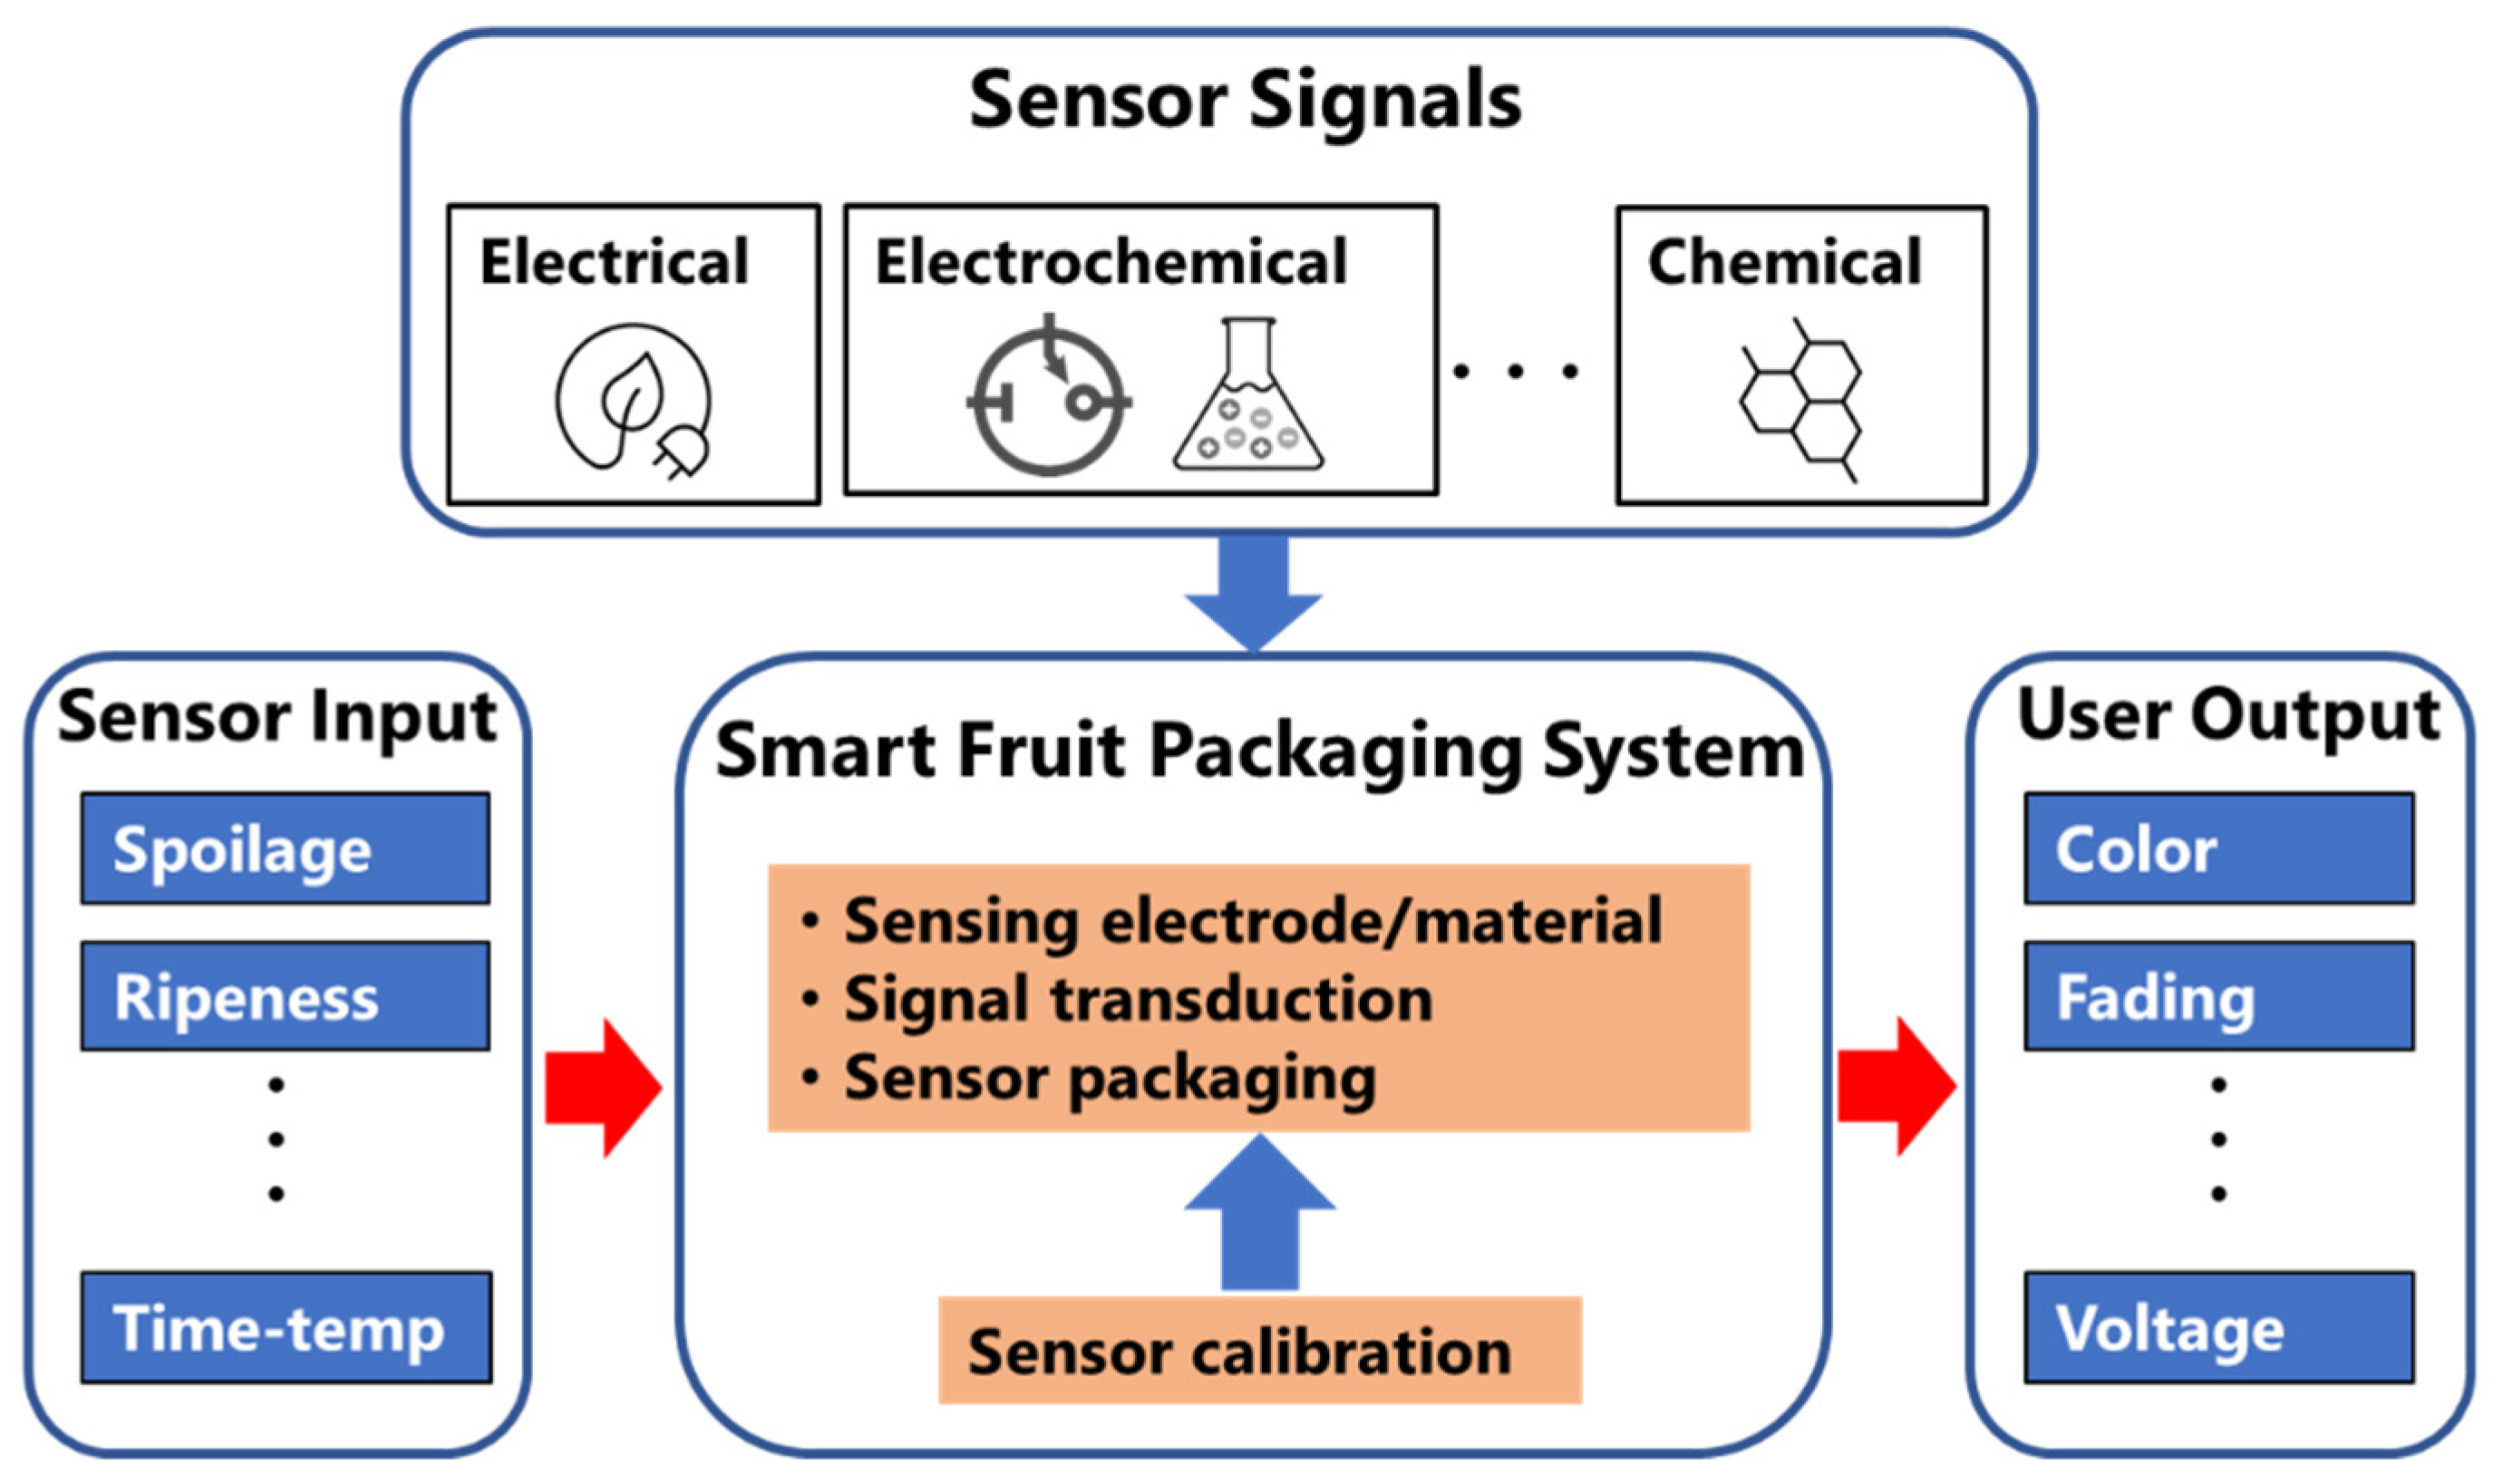 Sensor Signals
Electrical
Electrochemical
Chemical
Sensor Input
Spoilage
Ripeness
Time-temp
Smart Fruit Packaging System
• Sensing electrode/material
• Signal transduction
• Sensor packaging
Sensor calibration
User Output
Color
Fading
Voltage